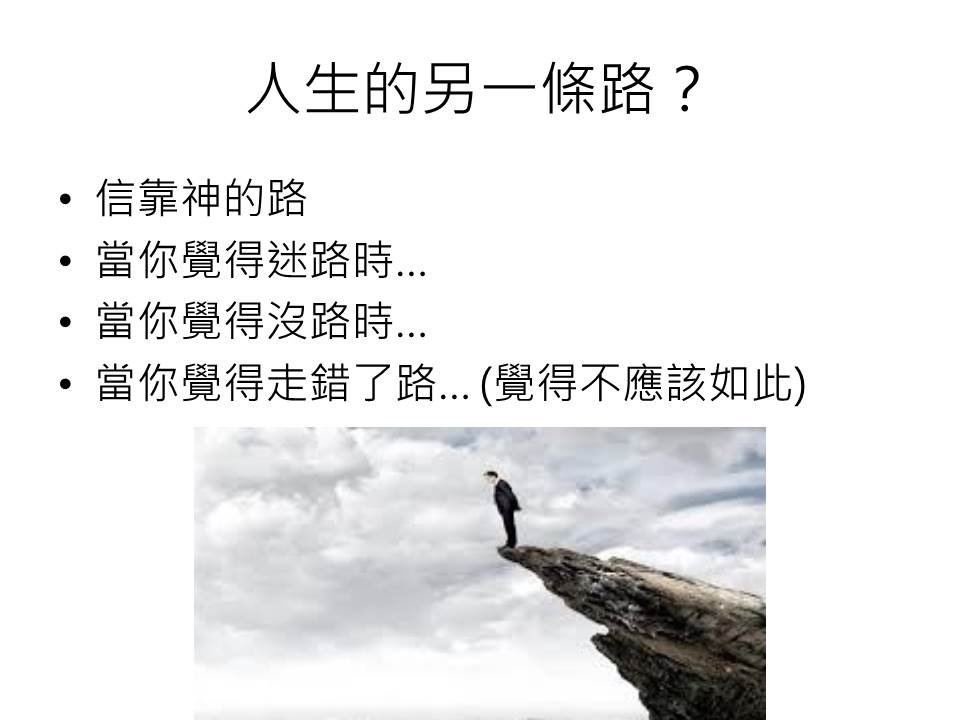 人生的另一條路？
• 信靠神的路
• 當你覺得迷路時...
• 當你覺得沒路時...
• 當你覺得走錯了路... (覺得不應該如此)